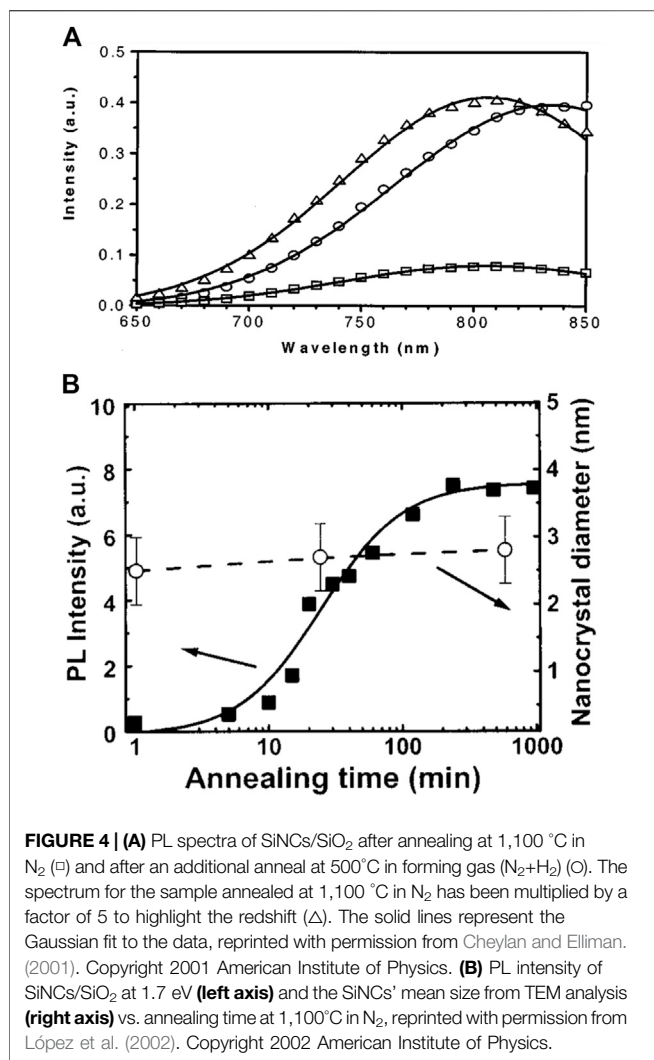 A
0.5
0.4
0.3
0.2
0.1
0.0
Intensity (a.u.)
650 700 750 800 850
Wavelength (nm)
B
10
8
6
4
2
0
PL Intensity (a.u.)
5
4
3
2
1
Nanocrystal diameter (nm)
1 10 100 1000
Annealing time (min)
FIGURE 4 | (A) PL spectra of SiNCs/SiO₂ after annealing at 1,100 °C in
N₂ (□) and after an additional anneal at 500°C in forming gas (N₂+H₂) (O). The
spectrum for the sample annealed at 1,100 °C in N₂ has been multiplied by a
factor of 5 to highlight the redshift (△). The solid lines represent the
Gaussian fit to the data, reprinted with permission from Cheylan and Elliman.
(2001). Copyright 2001 American Institute of Physics. (B) PL intensity of
SiNCs/SiO₂ at 1.7 eV (left axis) and the SiNCs' mean size from TEM analysis
(right axis) vs. annealing time at 1,100°C in N₂, reprinted with permission from
López et al. (2002). Copyright 2002 American Institute of Physics.